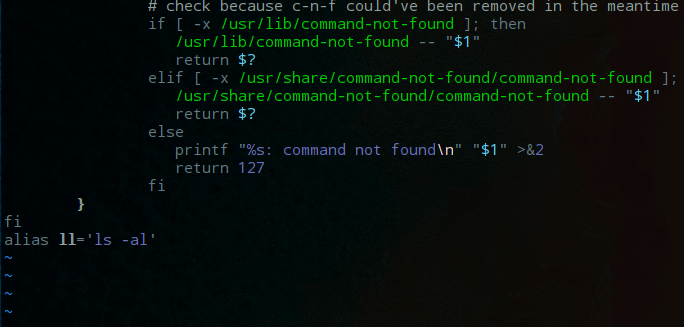 # check because c-n-f could've been removed in the meantime
if [ -x /usr/lib/command-not-found ]; then
/usr/lib/command-not-found -- "$1"
return $?
elif [ -x /usr/share/command-not-found/command-not-found ];
/usr/share/command-not-found/command-not-found -- "$1"
return $?
else
printf "%s: command not found\n" "$1" >&2
return 127
fi
}
fi
alias ll='ls -al'
~
~
~
~